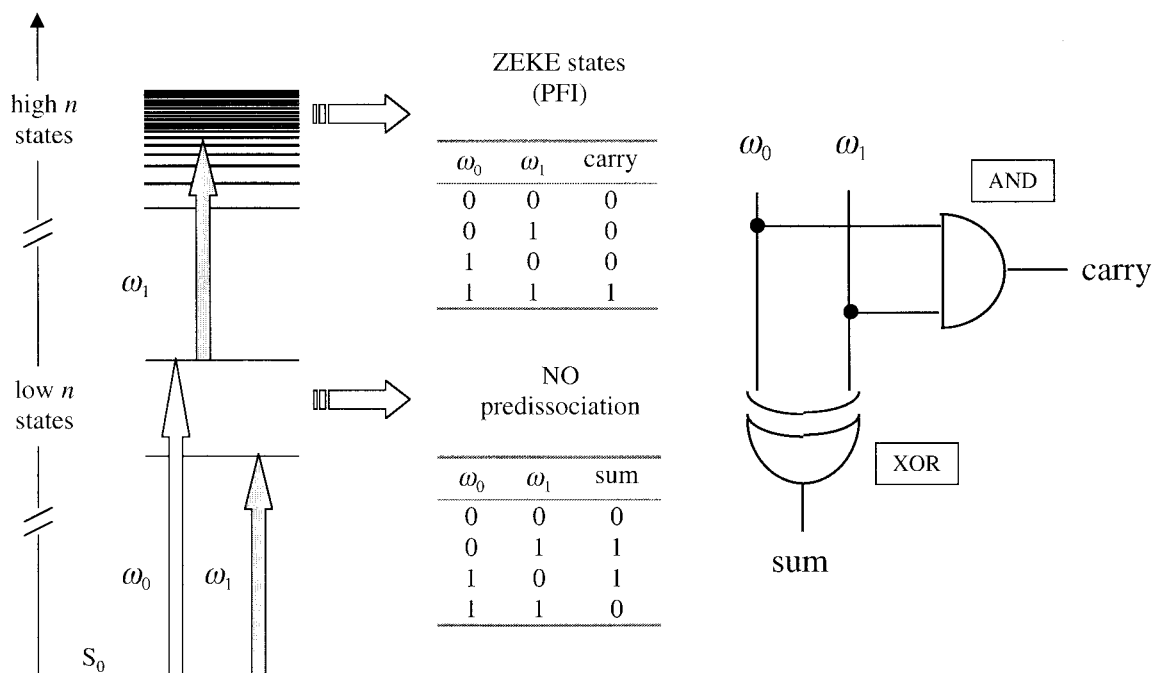 high n
states
low n
states
ω₁
ω₀
ω₁
S₀
ZEKE states
(PFI)
ω₀ ω₁ carry
0 0 0
0 1 0
1 0 0
1 1 1
NO
predissociation
ω₀ ω₁ sum
0 0 0
0 1 1
1 0 1
1 1 0
ω₀ ω₁
AND
carry
XOR
sum